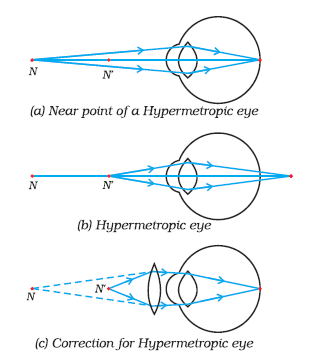 N N'
(a) Near point of a Hypermetropic eye
N N'
(b) Hypermetropic eye
N N'
(c) Correction for Hypermetropic eye